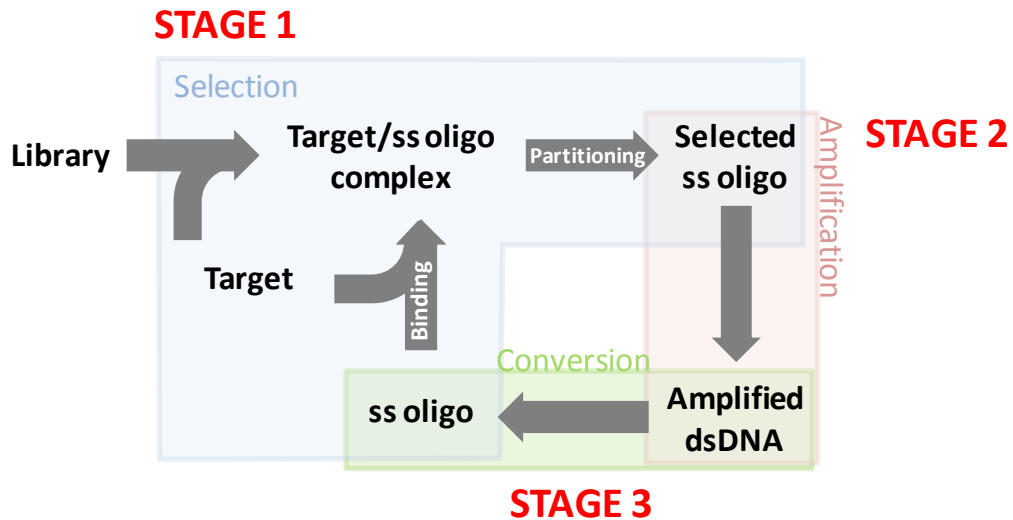 STAGE 1
Selection
Library
Target/ss oligo
complex
Partitioning
Selected
ss oligo
Amplification
STAGE 2
Target
Binding
Conversion
ss oligo
Amplified
dsDNA
STAGE 3